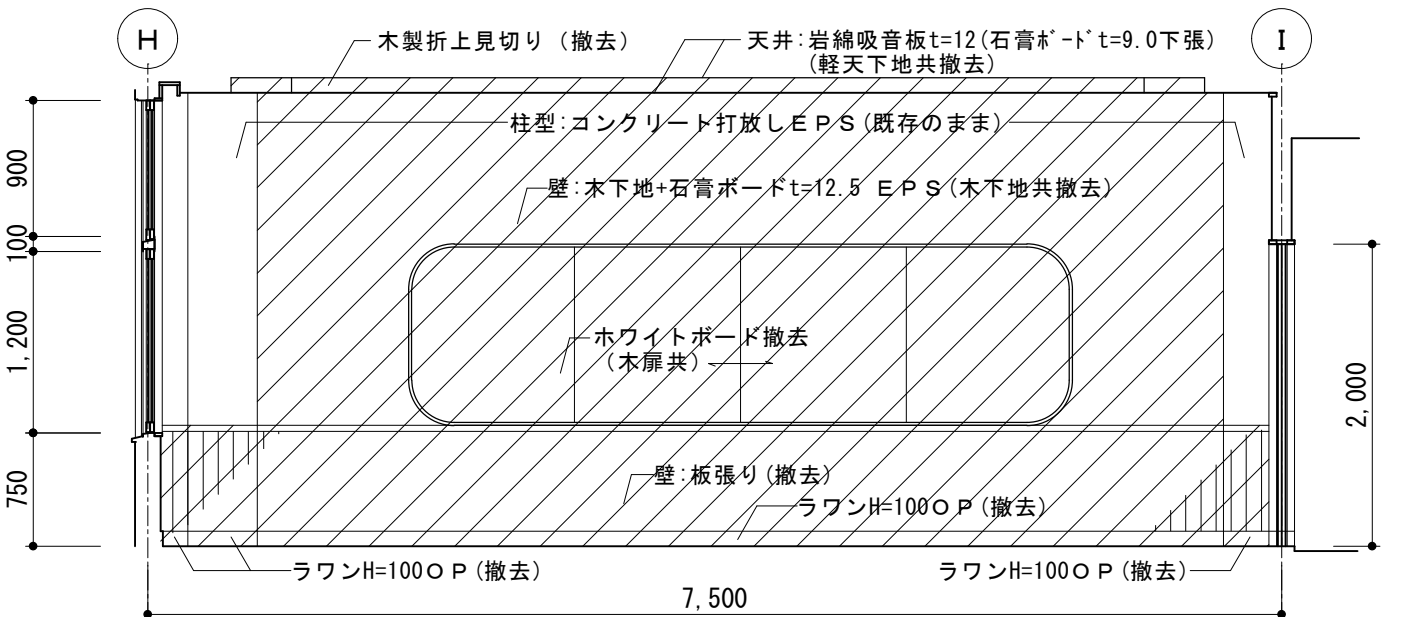 H
木製折上見切り（撤去）
天井:岩綿吸音板t=12(石膏ﾎﾞｰﾄﾞt=9.0下張)
(軽天下地共撤去)
I
柱型:コンクリート打放しＥＰＳ(既存のまま)
900
壁:木下地+石膏ボードt=12.5 ＥＰＳ(木下地共撤去)
100
1,200
ホワイトボード撤去
（木扉共）
2,000
750
壁:板張り(撤去)
ラワンH=100ＯＰ(撤去)
ラワンH=100ＯＰ(撤去)
ラワンH=100ＯＰ(撤去)
7,500